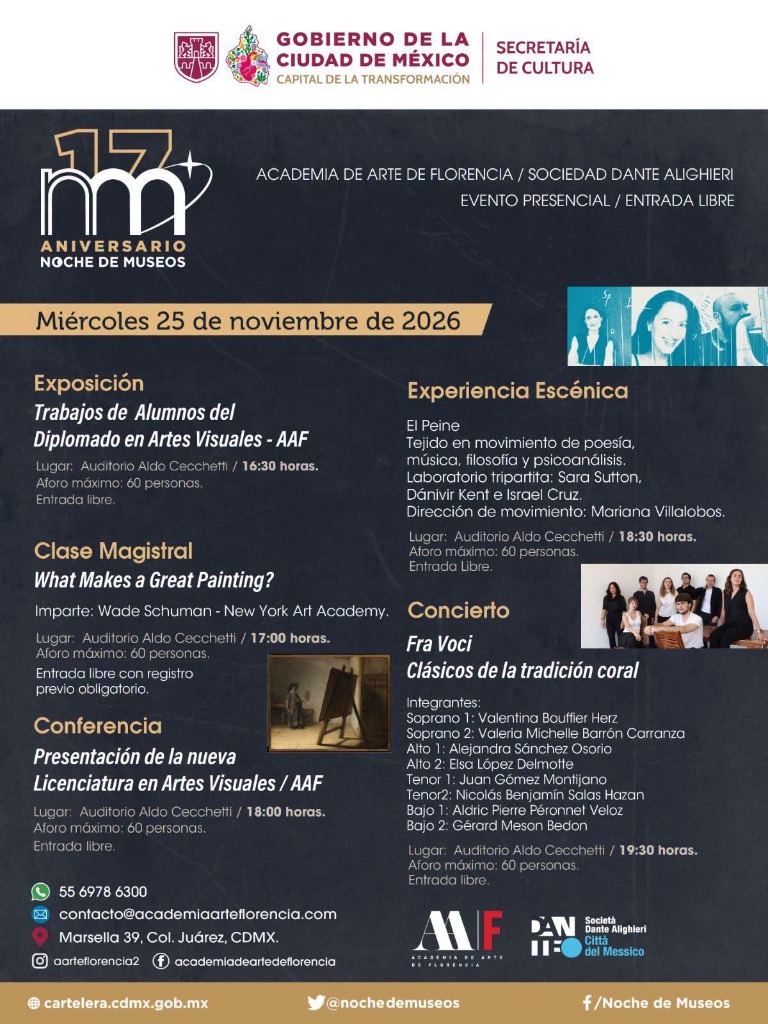 GOBIERNO DE LA
CIUDAD DE MÉXICO
CAPITAL DE LA TRANSFORMACIÓN
SECRETARÍA
DE CULTURA
17
nm
ANIVERSARIO
NOCHE DE MUSEOS
ACADEMIA DE ARTE DE FLORENCIA / SOCIEDAD DANTE ALIGHIERI
EVENTO PRESENCIAL / ENTRADA LIBRE
Miércoles 25 de noviembre de 2026
Exposición
Trabajos de Alumnos del
Diplomado en Artes Visuales - AAF
Lugar: Auditorio Aldo Cecchetti / 16:30 horas.
Aforo máximo: 60 personas.
Entrada libre.
Clase Magistral
What Makes a Great Painting?
Imparte: Wade Schuman - New York Art Academy.
Lugar: Auditorio Aldo Cecchetti / 17:00 horas.
Aforo máximo: 60 personas.
Entrada libre con registro
previo obligatorio.
Conferencia
Presentación de la nueva
Licenciatura en Artes Visuales / AAF
Lugar: Auditorio Aldo Cecchetti / 18:00 horas.
Aforo máximo: 60 personas.
Entrada libre.
Experiencia Escénica
El Peine
Tejido en movimiento de poesía,
música, filosofía y psicoanálisis.
Laboratorio tripartita: Sara Sutton,
Dánivir Kent e Israel Cruz.
Dirección de movimiento: Mariana Villalobos.
Lugar: Auditorio Aldo Cecchetti / 18:30 horas.
Aforo máximo: 60 personas.
Entrada Libre.
Concierto
Fra Voci
Clásicos de la tradición coral
Integrantes:
Soprano 1: Valentina Bouffier Herz
Soprano 2: Valeria Michelle Barrón Carranza
Alto 1: Alejandra Sánchez Osorio
Alto 2: Elsa López Delmotte
Tenor 1: Juan Gómez Montijano
Tenor2: Nicolás Benjamín Salas Hazan
Bajo 1: Aldric Pierre Péronnet Veloz
Bajo 2: Gérard Meson Bedon
Lugar: Auditorio Aldo Cecchetti / 19:30 horas.
Aforo máximo: 60 personas.
Entrada libre.
55 6978 6300
contacto@academiaarteflorencia.com
Marsella 39, Col. Juárez, CDMX.
aarteflorencia2
academiadeartedeflorencia
AA|F
ACADEMIA DE ARTE
DE FLORENCIA
DANTE
Società
Dante Alighieri
Città
del Messico
cartelera.cdmx.gob.mx
@nochedemuseos
/Noche de Museos